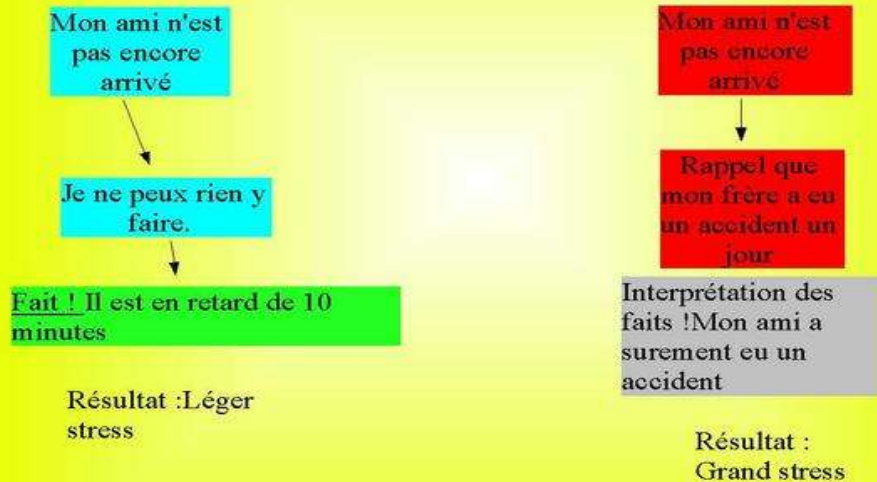 Mon ami n'est
pas encore
arrivé
Je ne peux rien y
faire.
Fait ! Il est en retard de 10
minutes
Résultat :Léger
stress
Mon ami n'est
pas encore
arrivé
Rappel que
mon frère a eu
un accident un
jour
Interprétation des
faits !Mon ami a
surement eu un
accident
Résultat :
Grand stress